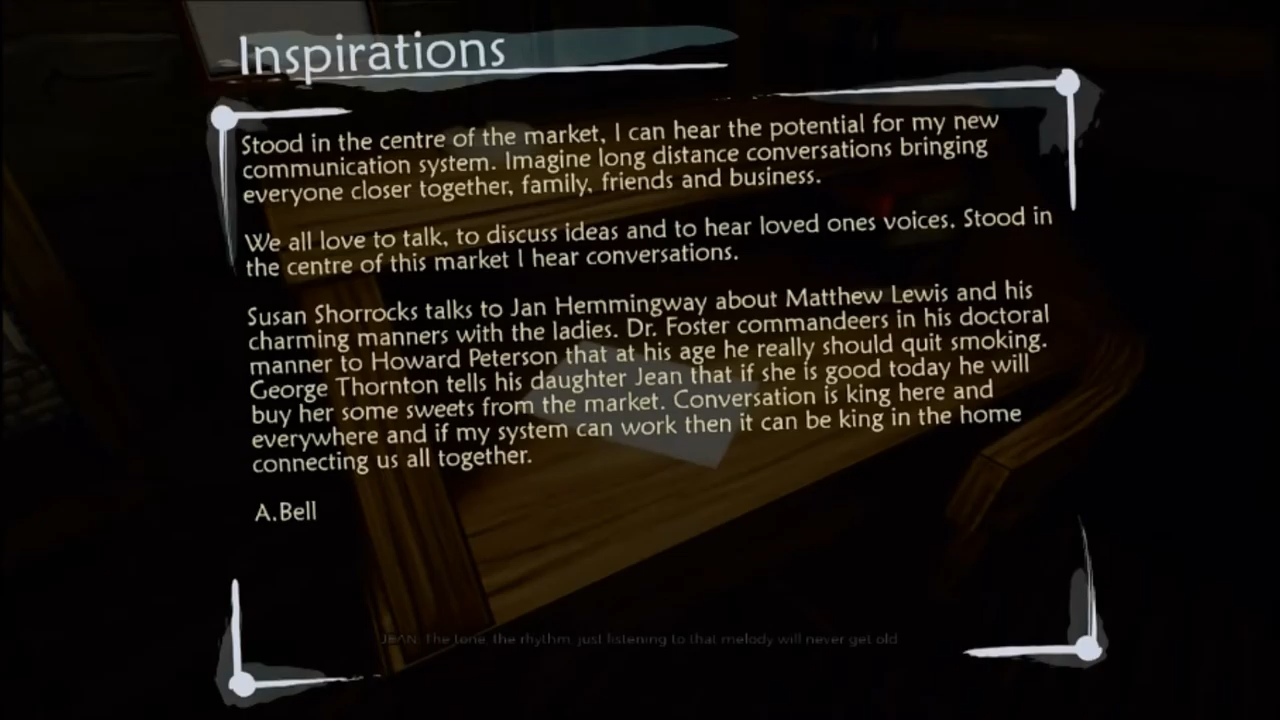 Inspirations
Stood in the centre of the market, I can hear the potential for my new
communication system. Imagine long distance conversations bringing
everyone closer together, family, friends and business.
We all love to talk, to discuss ideas and to hear loved ones voices. Stood in
the centre of this market I hear conversations.
Susan Shorrocks talks to Jan Hemmingway about Matthew Lewis and his
charming manners with the ladies. Dr. Foster commandeers in his doctoral
manner to Howard Peterson that at his age he really should quit smoking.
George Thornton tells his daughter Jean that if she is good today he will
buy her some sweets from the market. Conversation is king here and
everywhere and if my system can work then it can be king in the home
connecting us all together.
A.Bell
JEAN: The tone, the rhythm, just listening to that melody will never get old